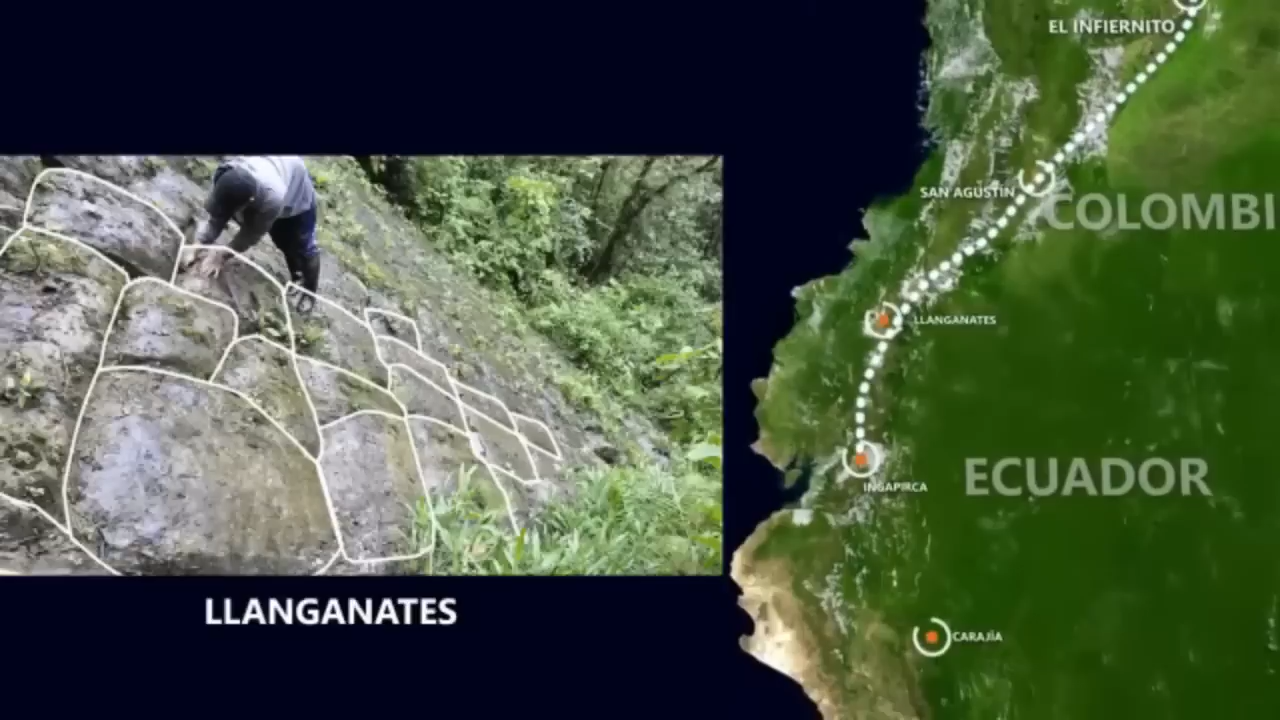 EL INFIERNITO
SAN AGUSTÍN
COLOMBI
LLANGANATES
ECUADOR
INGAPIRCA
LLANGANATES
CARAJÍA